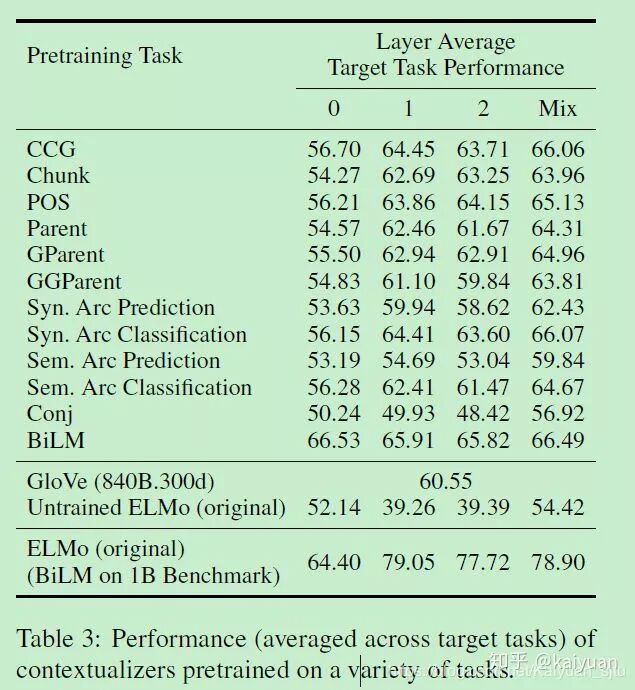 Pretraining Task
Layer Average
Target Task Performance
0 1 2 Mix
CCG 56.70 64.45 63.71 66.06
Chunk 54.27 62.69 63.25 63.96
POS 56.21 63.86 64.15 65.13
Parent 54.57 62.46 61.67 64.31
GParent 55.50 62.94 62.91 64.96
GGParent 54.83 61.10 59.84 63.81
Syn. Arc Prediction 53.63 59.94 58.62 62.43
Syn. Arc Classification 56.15 64.41 63.60 66.07
Sem. Arc Prediction 53.19 54.69 53.04 59.84
Sem. Arc Classification 56.28 62.41 61.47 64.67
Conj 50.24 49.93 48.42 56.92
BiLM 66.53 65.91 65.82 66.49
GloVe (840B.300d) 60.55
Untrained ELMo (original) 52.14 39.26 39.39 54.42
ELMo (original)
(BiLM on 1B Benchmark) 64.40 79.05 77.72 78.90
Table 3: Performance (averaged across target tasks) of
contextualizers pretrained on a variety of tasks.
知乎 @kaiyuan